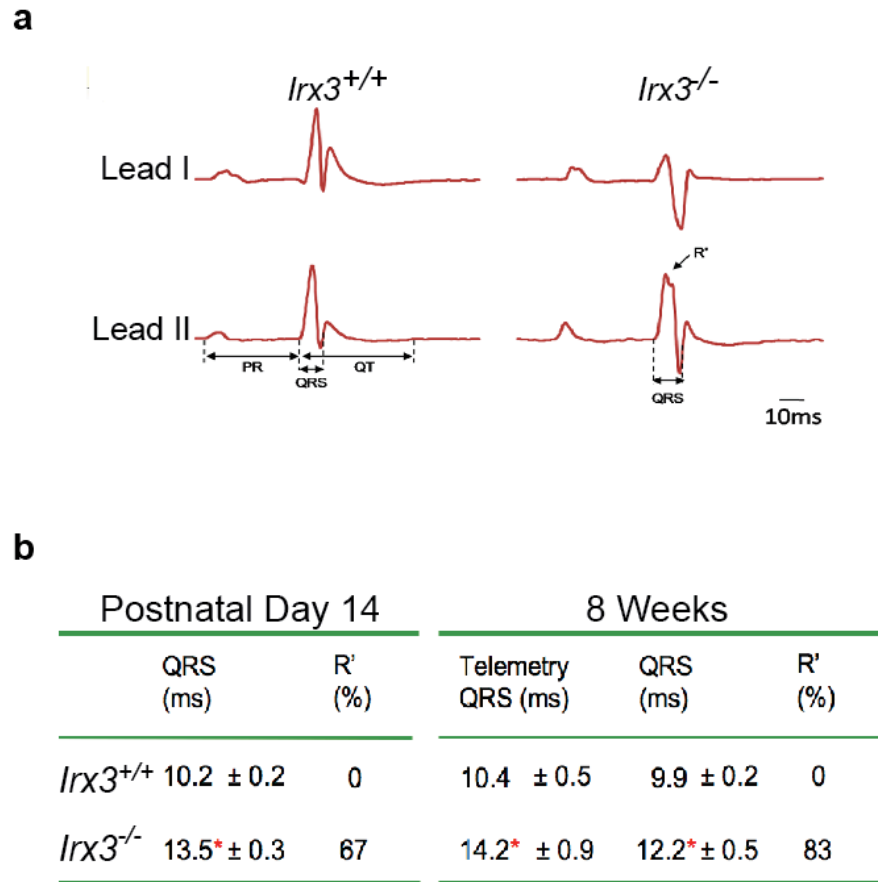 a
Irx3+/+ Irx3-/-
Lead I
R'
Lead II
PR QRS QT
QRS
10ms
b
Postnatal Day 14 8 Weeks
QRS (ms) R' (%) Telemetry QRS (ms) QRS (ms) R' (%)
Irx3+/+ 10.2 ± 0.2 0 10.4 ± 0.5 9.9 ± 0.2 0
Irx3-/- 13.5* ± 0.3 67 14.2* ± 0.9 12.2* ± 0.5 83